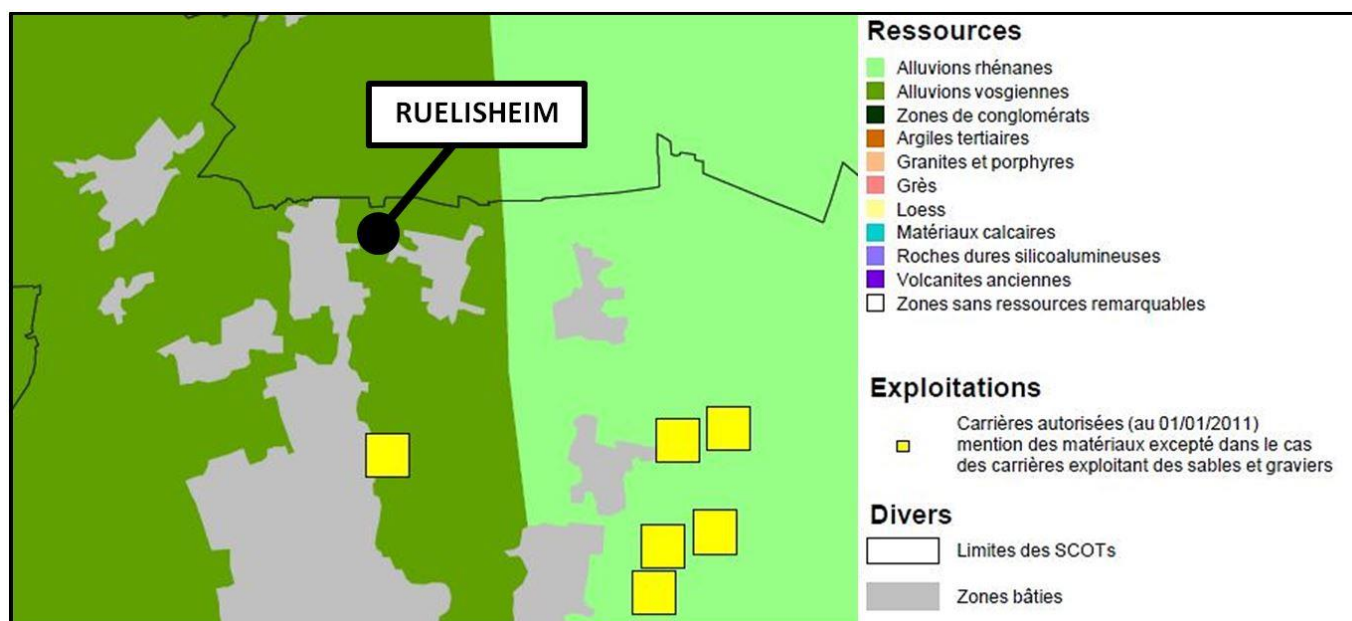 RUELISHEIM
Ressources
Alluvions rhénanes
Alluvions vosgiennes
Zones de conglomérats
Argiles tertiaires
Granites et porphyres
Grès
Loess
Matériaux calcaires
Roches dures silicoalumineuses
Volcanites anciennes
Zones sans ressources remarquables
Exploitations
Carrières autorisées (au 01/01/2011)
mention des matériaux excepté dans le cas
des carrières exploitant des sables et graviers
Divers
Limites des SCOTs
Zones bâties